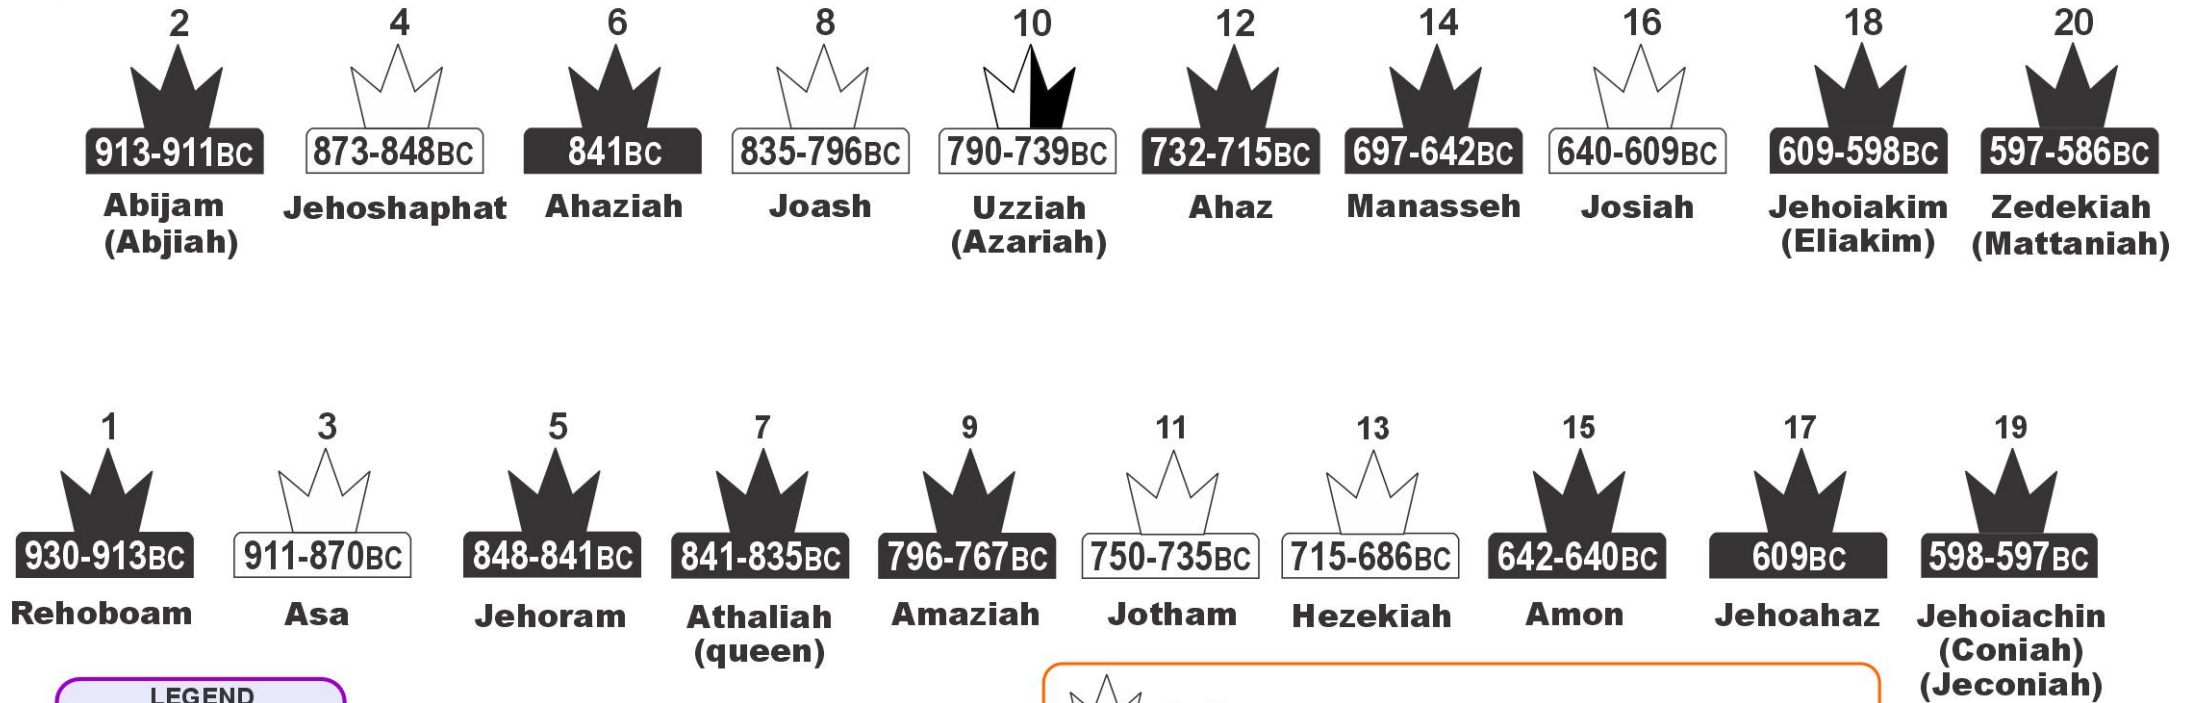 2 4 6 8 10 12 14 16 18 20
913-911BC 873-848BC 841BC 835-796BC 790-739BC 732-715BC 697-642BC 640-609BC 609-598BC 597-586BC
Abijam Jehoshaphat Ahaziah Joash Uzziah Ahaz Manasseh Josiah Jehoiakim Zedekiah
(Abjiah) (Azariah) (Eliakim) (Mattaniah)
1 3 5 7 9 11 13 15 17 19
930-913BC 911-870BC 848-841BC 841-835BC 796-767BC 750-735BC 715-686BC 642-640BC 609BC 598-597BC
Rehoboam Asa Jehoram Athaliah Amaziah Jotham Hezekiah Amon Jehoahaz Jehoiachin
(queen) (Coniah)
(Jeconiah)
LEGEND